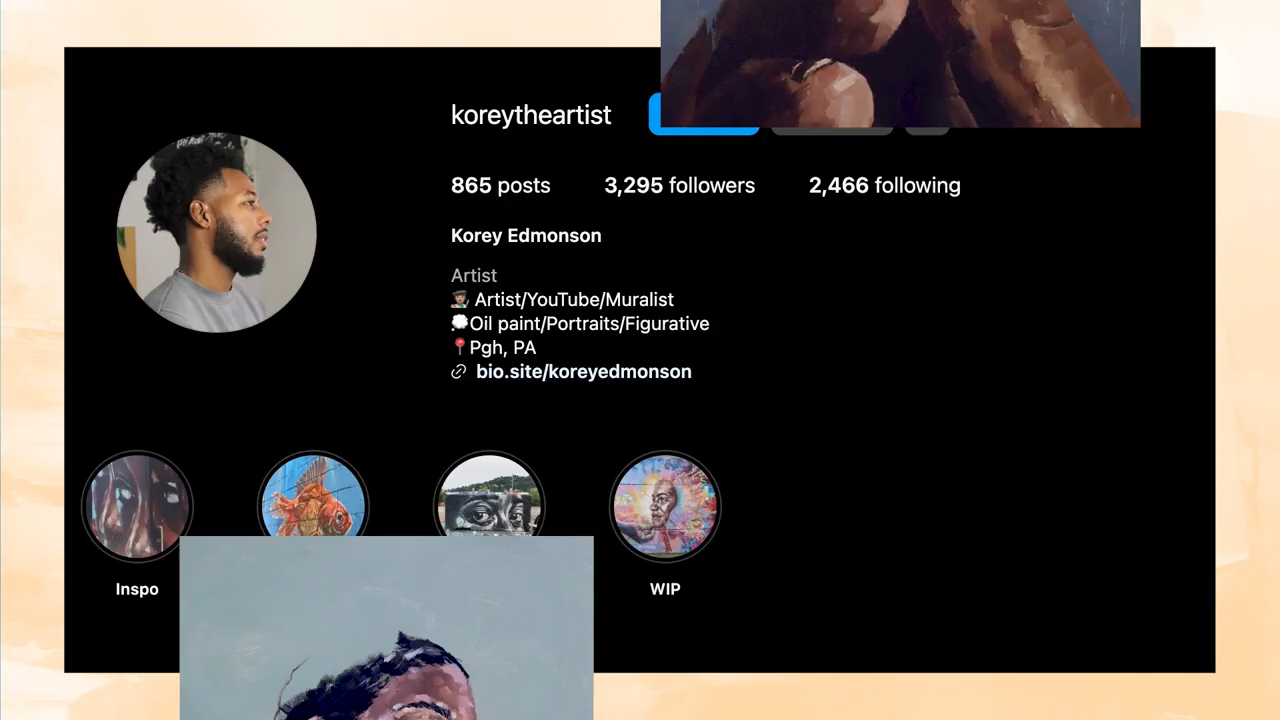 koreytheartist
865 posts 3,295 followers 2,466 following
Korey Edmonson
Artist
Artist/YouTube/Muralist
Oil paint/Portraits/Figurative
Pgh, PA
bio.site/koreyedmonson
Inspo WIP